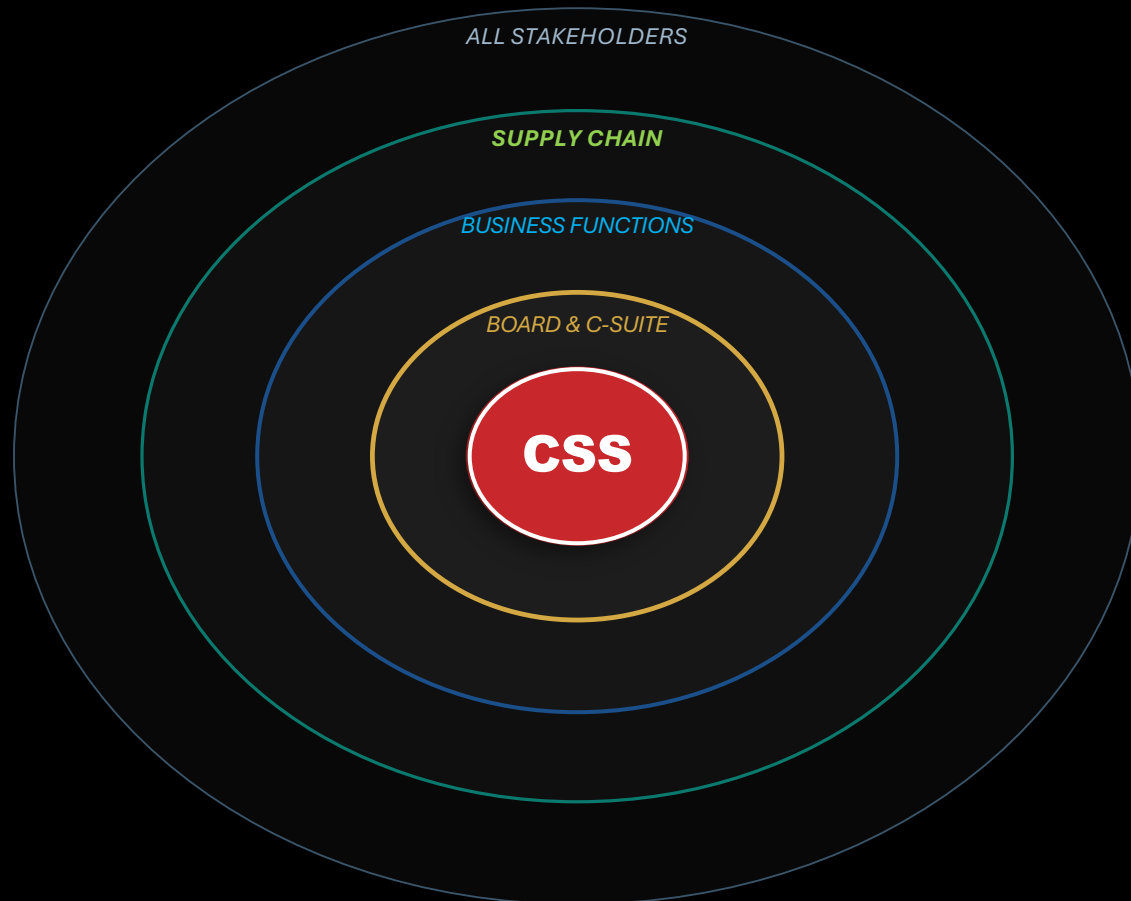 ALL STAKEHOLDERS
SUPPLY CHAIN
BUSINESS FUNCTIONS
BOARD & C-SUITE
CSS